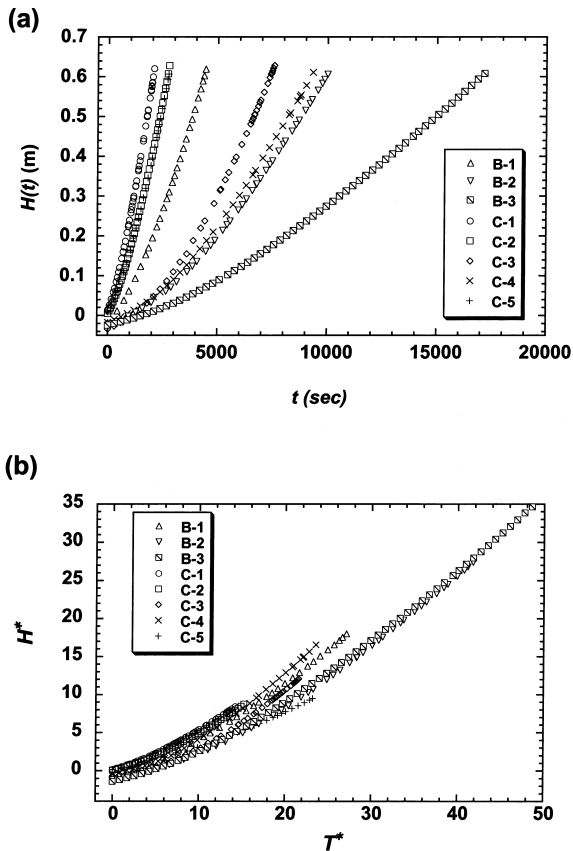 (a)
0.7
0.6
0.5
0.4
0.3
0.2
0.1
0
H(t) (m)
B-1
B-2
B-3
C-1
C-2
C-3
C-4
C-5
0 5000 10000 15000 20000
t (sec)
(b)
35
30
25
20
15
10
5
0
H*
B-1
B-2
B-3
C-1
C-2
C-3
C-4
C-5
0 10 20 30 40 50
T*